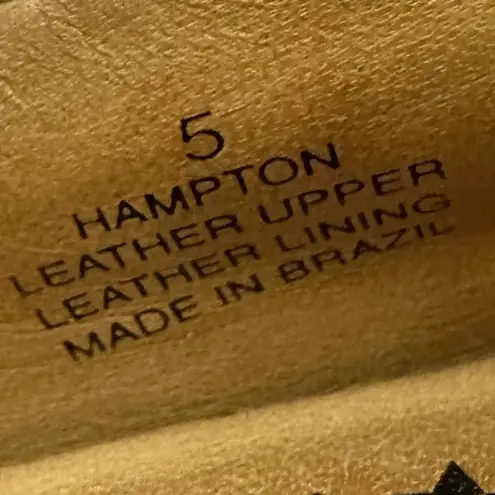 5
HAMPTON
LEATHER UPPER
LEATHER LINING
MADE IN BRAZIL